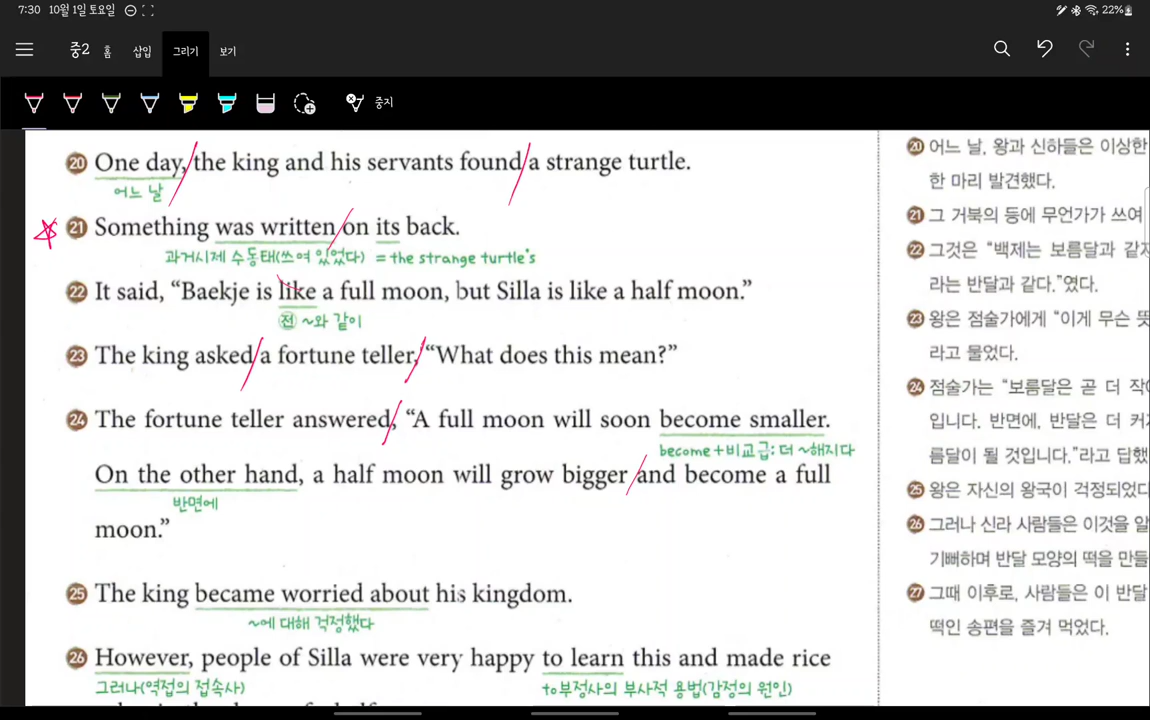 7:30 10월 1일 토요일 22%
중2 홈 삽입 그리기 보기
중지
20 One day, the king and his servants found a strange turtle.
어느 날
21 Something was written on its back.
과거시제 수동태(쓰여 있었다) = the strange turtle's
22 It said, “Baekje is like a full moon, but Silla is like a half moon.”
전 ~와 같이
23 The king asked a fortune teller, “What does this mean?”
24 The fortune teller answered, “A full moon will soon become smaller.
become+비교급: 더 ~해지다
On the other hand, a half moon will grow bigger and become a full
반면에
moon.”
25 The king became worried about his kingdom.
~에 대해 걱정했다
26 However, people of Silla were very happy to learn this and made rice
그러나(역접의 접속사) to부정사의 부사적 용법(감정의 원인)
20 어느 날, 왕과 신하들은 이상한
한 마리 발견했다.
21 그 거북의 등에 무언가가 쓰여
22 그것은 “백제는 보름달과 같지
라는 반달과 같다.”였다.
23 왕은 점술가에게 “이게 무슨 뜻
라고 물었다.
24 점술가는 “보름달은 곧 더 작
입니다. 반면에, 반달은 더 커
름달이 될 것입니다.”라고 답했
25 왕은 자신의 왕국이 걱정되었다
26 그러나 신라 사람들은 이것을 알
기뻐하며 반달 모양의 떡을 만들
27 그때 이후로, 사람들은 이 반달
떡인 송편을 즐겨 먹었다.